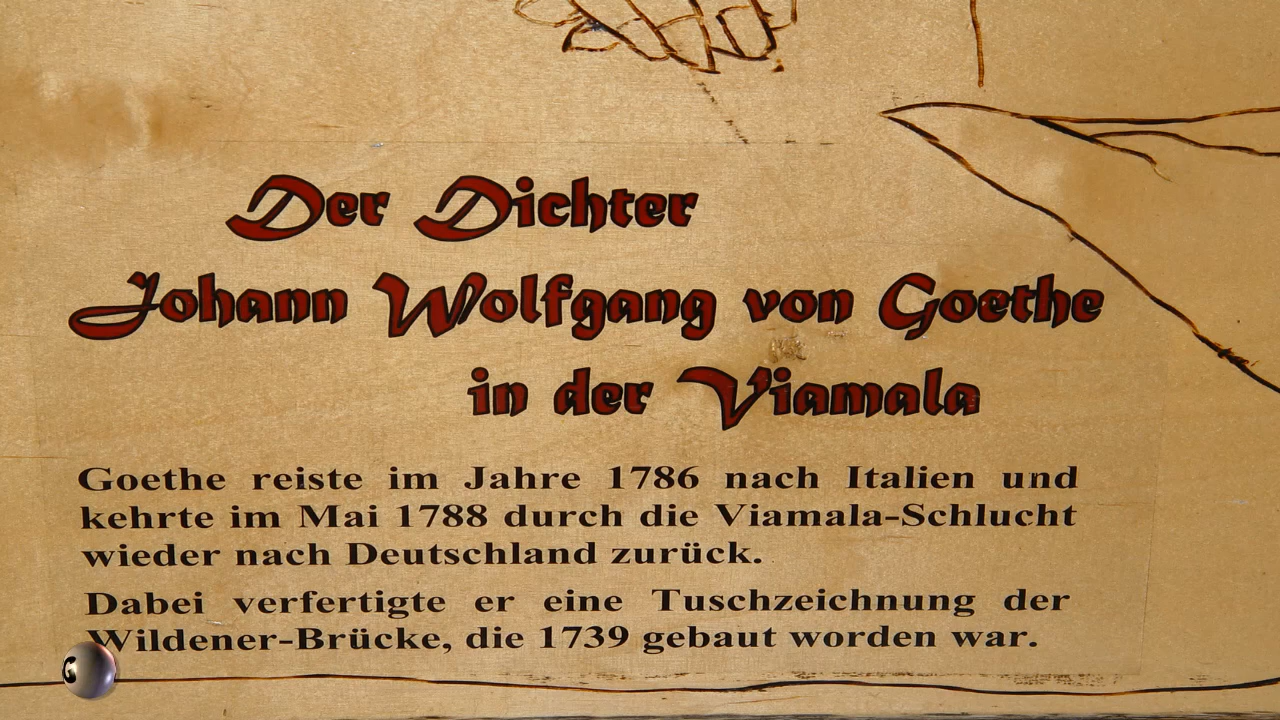 Der Dichter
Johann Wolfgang von Goethe
in der Viamala
Goethe reiste im Jahre 1786 nach Italien und
kehrte im Mai 1788 durch die Viamala-Schlucht
wieder nach Deutschland zurück.
Dabei verfertigte er eine Tuschzeichnung der
Wildener-Brücke, die 1739 gebaut worden war.